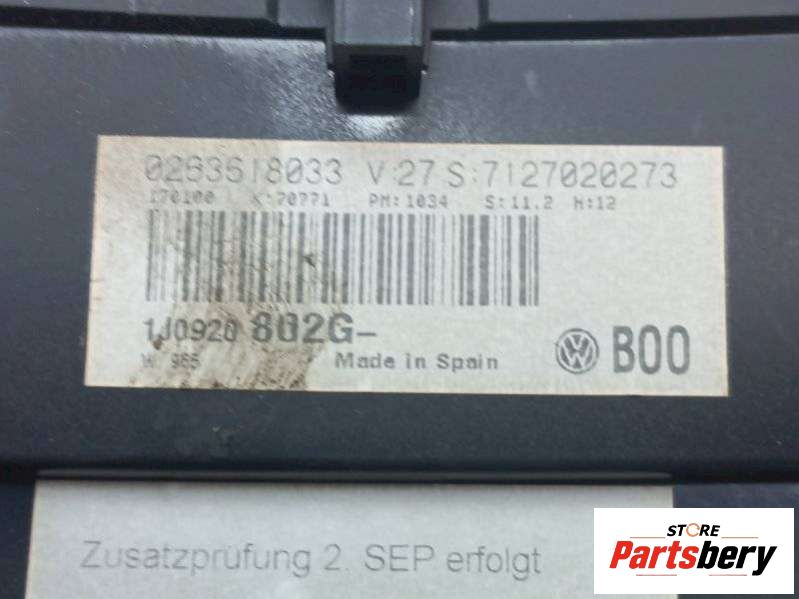 0263618033 V:27 S:7127020273
170100 K:70771 PM:1034 S:11.2 H:12
1J0920 802G-
Made in Spain
B00
Zusatzprüfung 2. SEP erfolgt
STORE
Partsbery